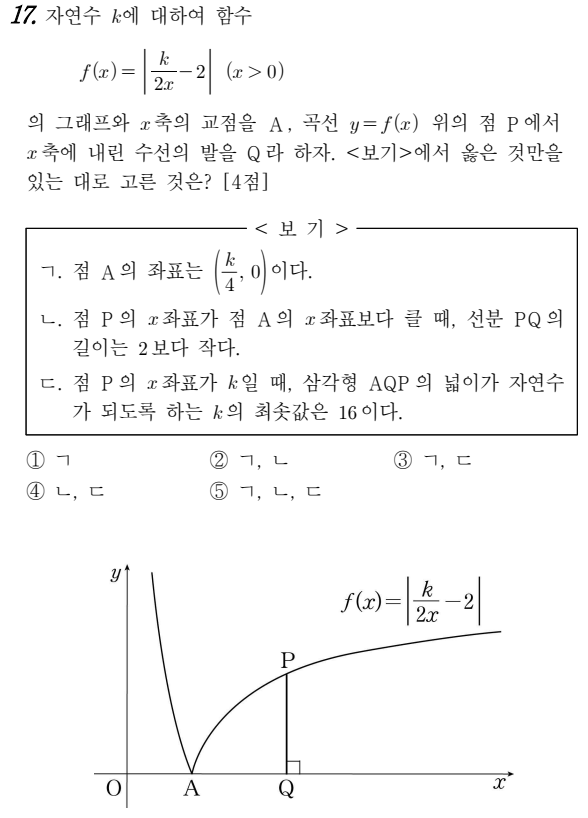 17. 자연수 k에 대하여 함수
f(x) = | k/2x − 2 | (x > 0)
의 그래프와 x축의 교점을 A, 곡선 y=f(x) 위의 점 P에서
x축에 내린 수선의 발을 Q라 하자. <보기>에서 옳은 것만을
있는 대로 고른 것은? [4점]
< 보 기 >
ㄱ. 점 A의 좌표는 (k/4, 0)이다.
ㄴ. 점 P의 x좌표가 점 A의 x좌표보다 클 때, 선분 PQ의
길이는 2보다 작다.
ㄷ. 점 P의 x좌표가 k일 때, 삼각형 AQP의 넓이가 자연수
가 되도록 하는 k의 최솟값은 16이다.
① ㄱ ② ㄱ, ㄴ ③ ㄱ, ㄷ
④ ㄴ, ㄷ ⑤ ㄱ, ㄴ, ㄷ
y
f(x) = | k/2x − 2 |
P
O A Q x